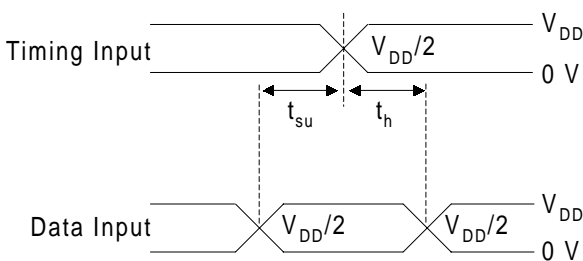 V_DD
Timing Input
V_DD/2
0 V
t_su
t_h
V_DD
Data Input
V_DD/2
V_DD/2
0 V